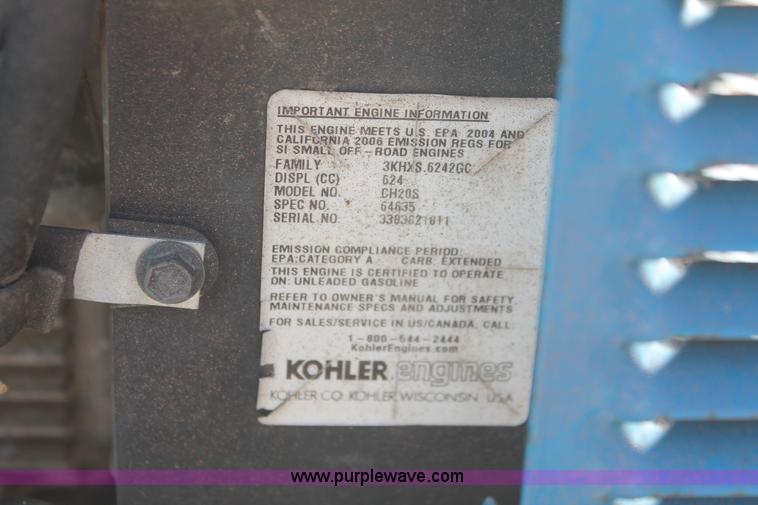 IMPORTANT ENGINE INFORMATION
THIS ENGINE MEETS U.S. EPA 2004 AND
CALIFORNIA 2006 EMISSION REGS FOR
SI SMALL OFF-ROAD ENGINES
FAMILY 3KHXS.6242GC
DISPL (CC) 624
MODEL NO. CH20S
SPEC NO. 64635
SERIAL NO.
EMISSION COMPLIANCE PERIOD:
EPA:CATEGORY A CARB: EXTENDED
THIS ENGINE IS CERTIFIED TO OPERATE
ON: UNLEADED GASOLINE
REFER TO OWNER'S MANUAL FOR SAFETY,
MAINTENANCE SPECS AND ADJUSTMENTS
FOR SALES/SERVICE IN US/CANADA, CALL
1-800-544-2444
KohlerEngines.com
KOHLER engines
KOHLER CO. KOHLER WISCONSIN USA
www.purplewave.com